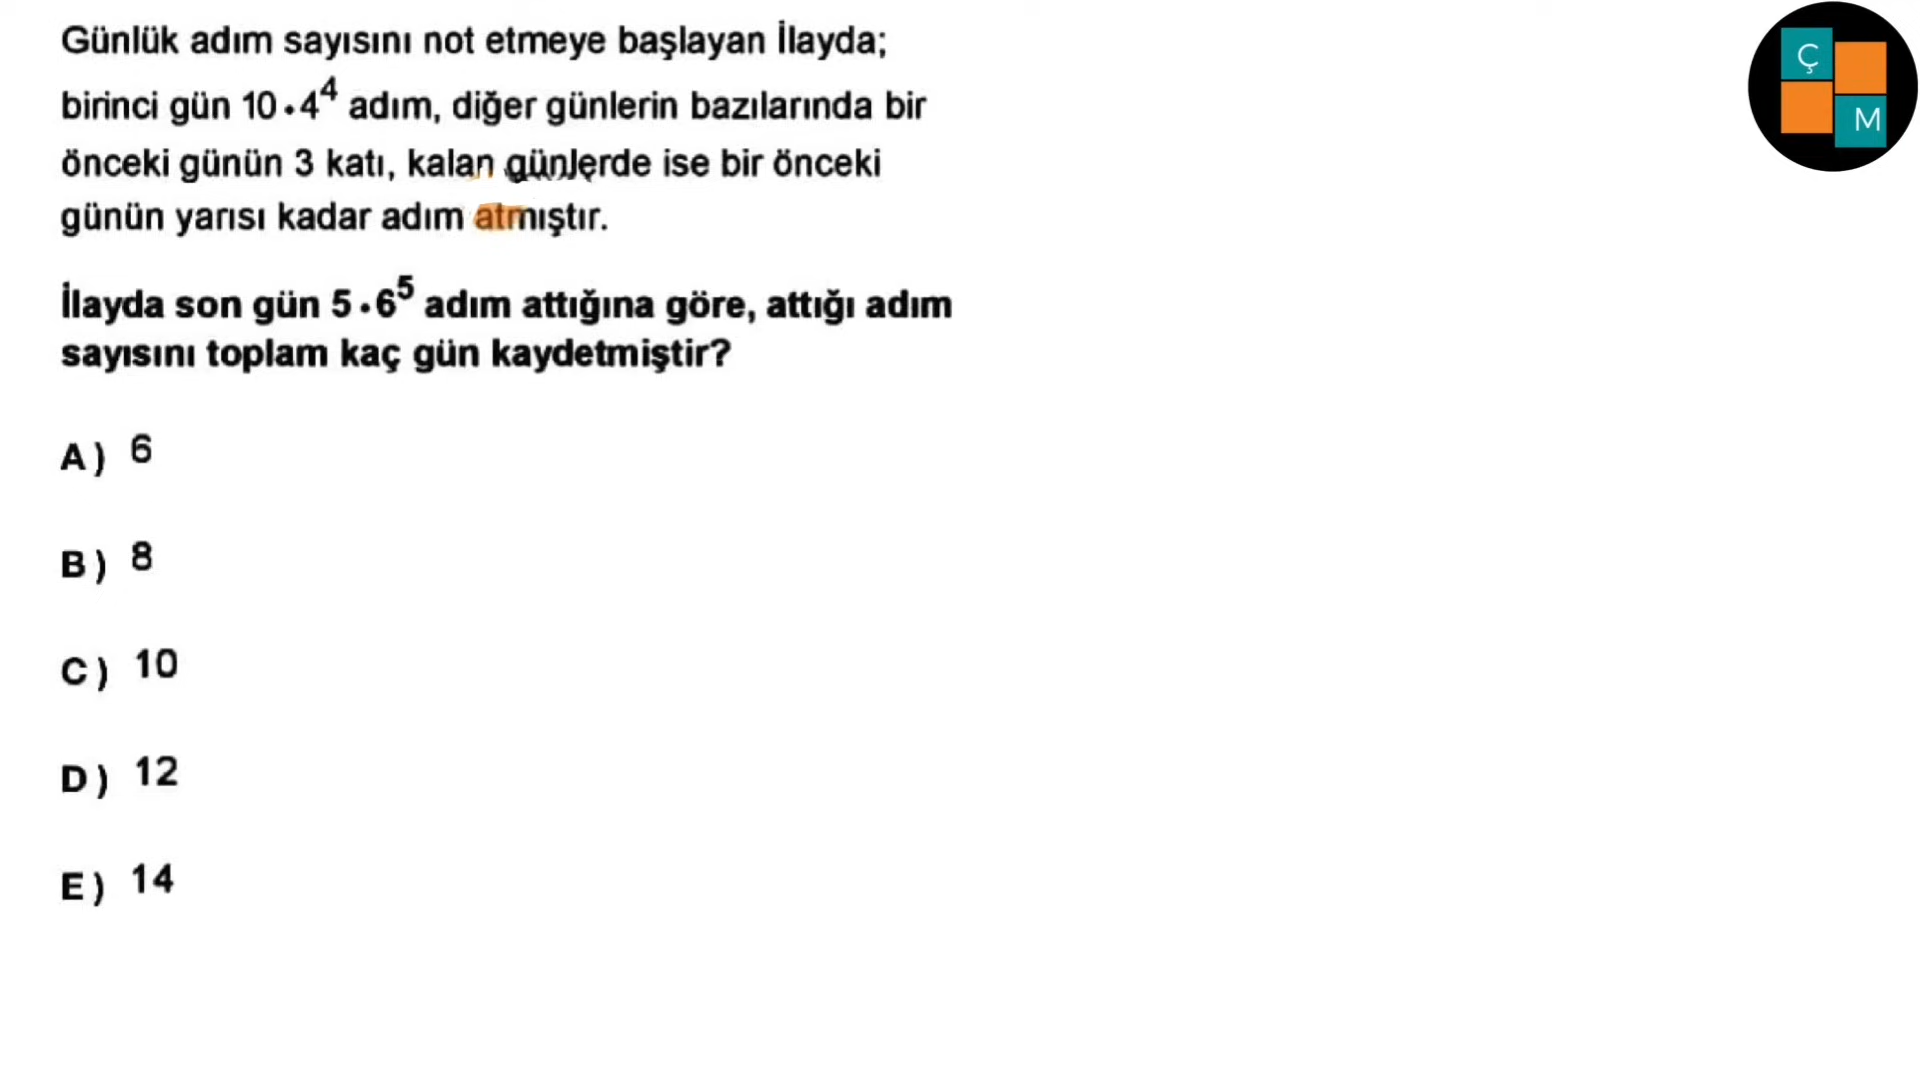 Günlük adım sayısını not etmeye başlayan İlayda;
birinci gün 10·4⁴ adım, diğer günlerin bazılarında bir
önceki günün 3 katı, kalan günlerde ise bir önceki
günün yarısı kadar adım atmıştır.
İlayda son gün 5·6⁵ adım attığına göre, attığı adım
sayısını toplam kaç gün kaydetmiştir?
A) 6
B) 8
C) 10
D) 12
E) 14
Ç
M